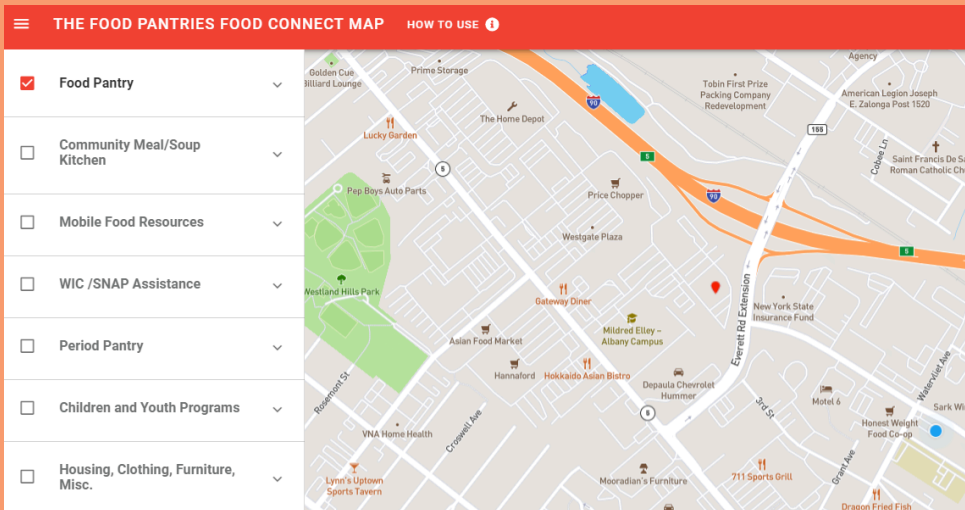 THE FOOD PANTRIES FOOD CONNECT MAP
HOW TO USE
Food Pantry
Community Meal/Soup
Kitchen
Mobile Food Resources
WIC /SNAP Assistance
Period Pantry
Children and Youth Programs
Housing, Clothing, Furniture,
Misc.
Golden Cue
Billiard Lounge
Prime Storage
Agency
Tobin First Prize
Packing Company
Redevelopment
American Legion Joseph
E. Zalonga Post 1520
90
The Home Depot
Lucky Garden
155
Cobee Ln
5
5
Saint Francis De Sa
Roman Catholic Chu
Pep Boys Auto Parts
Price Chopper
90
Westgate Plaza
5
Westland Hills Park
Gateway Diner
Everett Rd Extension
New York State
Insurance Fund
Mildred Elley –
Albany Campus
Asian Food Market
Hannaford
Hokkaido Asian Bistro
Depaula Chevrolet
Hummer
Motel 6
Watervliet Ave
Rosemont St
Croswell Ave
5
3rd St
Honest Weight
Food Co-op
Sark Wi
VNA Home Health
Grant Ave
Lynn's Uptown
Sports Tavern
Mooradian's Furniture
711 Sports Grill
Dragon Fried Fish